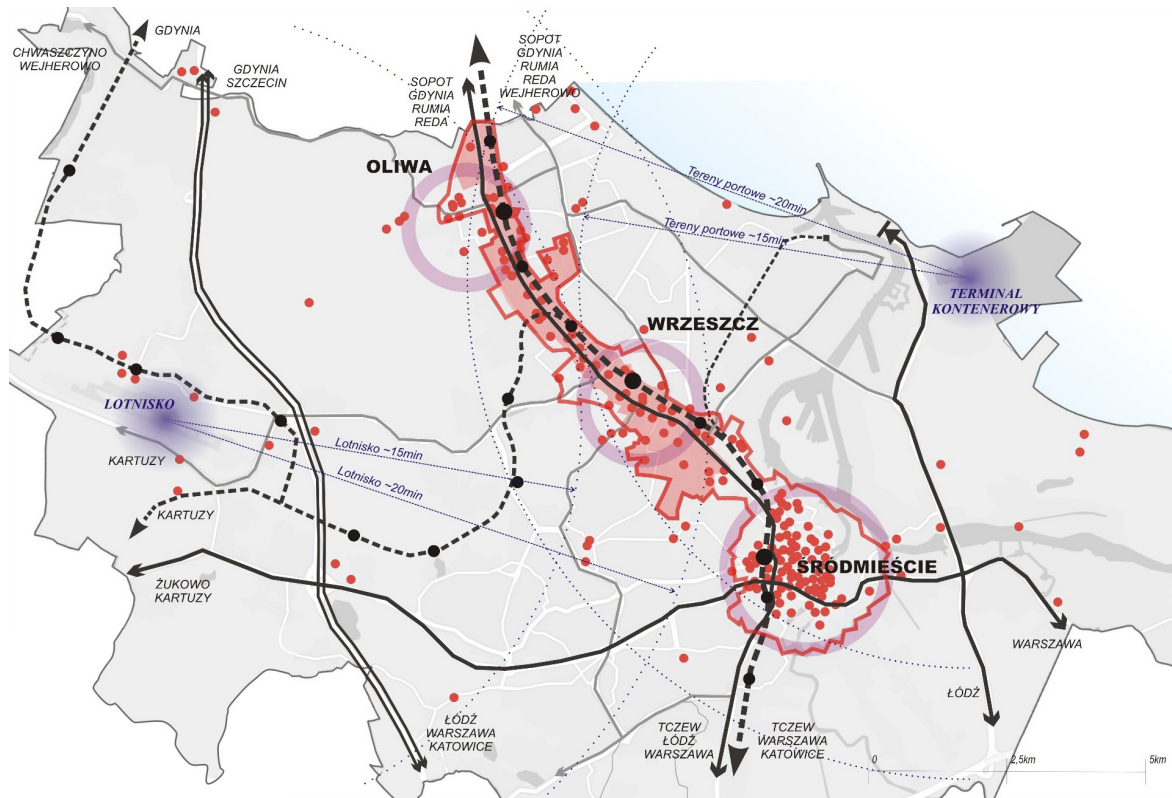 GDYNIA
CHWASZCZYNO
WEJHEROWO
GDYNIA
SZCZECIN
SOPOT
GDYNIA
RUMIA
REDA
SOPOT
GDYNIA
RUMIA
REDA
WEJHEROWO
OLIWA
Tereny portowe ~20min
Tereny portowe ~15min
TERMINAL
KONTENEROWY
WRZESZCZ
LOTNISKO
Lotnisko ~15min
Lotnisko ~20min
KARTUZY
KARTUZY
ŻUKOWO
KARTUZY
ŚRÓDMIEŚCIE
WARSZAWA
ŁÓDŹ
ŁÓDŹ
WARSZAWA
KATOWICE
TCZEW
ŁÓDŹ
WARSZAWA
TCZEW
WARSZAWA
KATOWICE
0 2,5km 5km